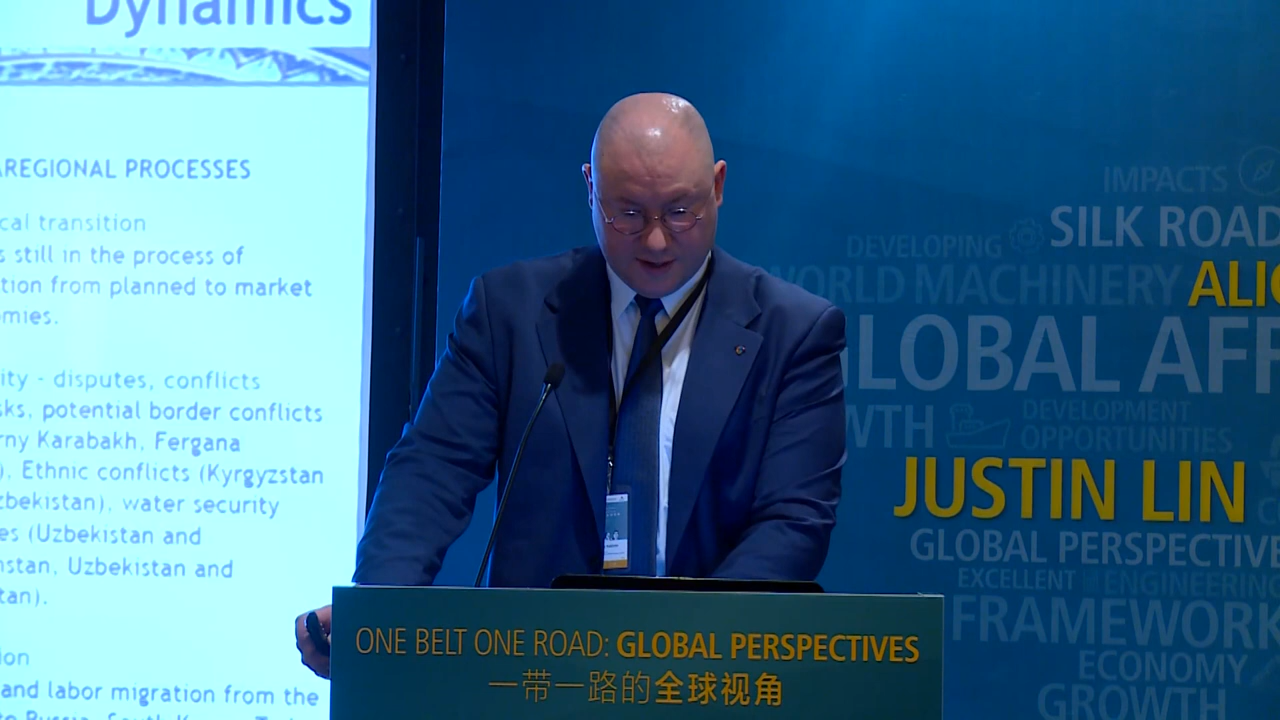 Dynamics
AREGIONAL PROCESSES
cal transition
s still in the process of
tion from planned to market
omies.
ity - disputes, conflicts
sks, potential border conflicts
rny Karabakh, Fergana
). Ethnic conflicts (Kyrgyzstan
zbekistan), water security
es (Uzbekistan and
nstan, Uzbekistan and
tan).
ion
and labor migration from the
IMPACTS
SILK ROAD
DEVELOPING
WORLD MACHINERY ALIC
GLOBAL AFF
WTH DEVELOPMENT
OPPORTUNITIES
JUSTIN LIN
GLOBAL PERSPECTIVE
EXCELLENT ENGINEERING
FRAMEWORK
ECONOMY
GROWTH
ONE BELT ONE ROAD: GLOBAL PERSPECTIVES
一带一路的全球视角